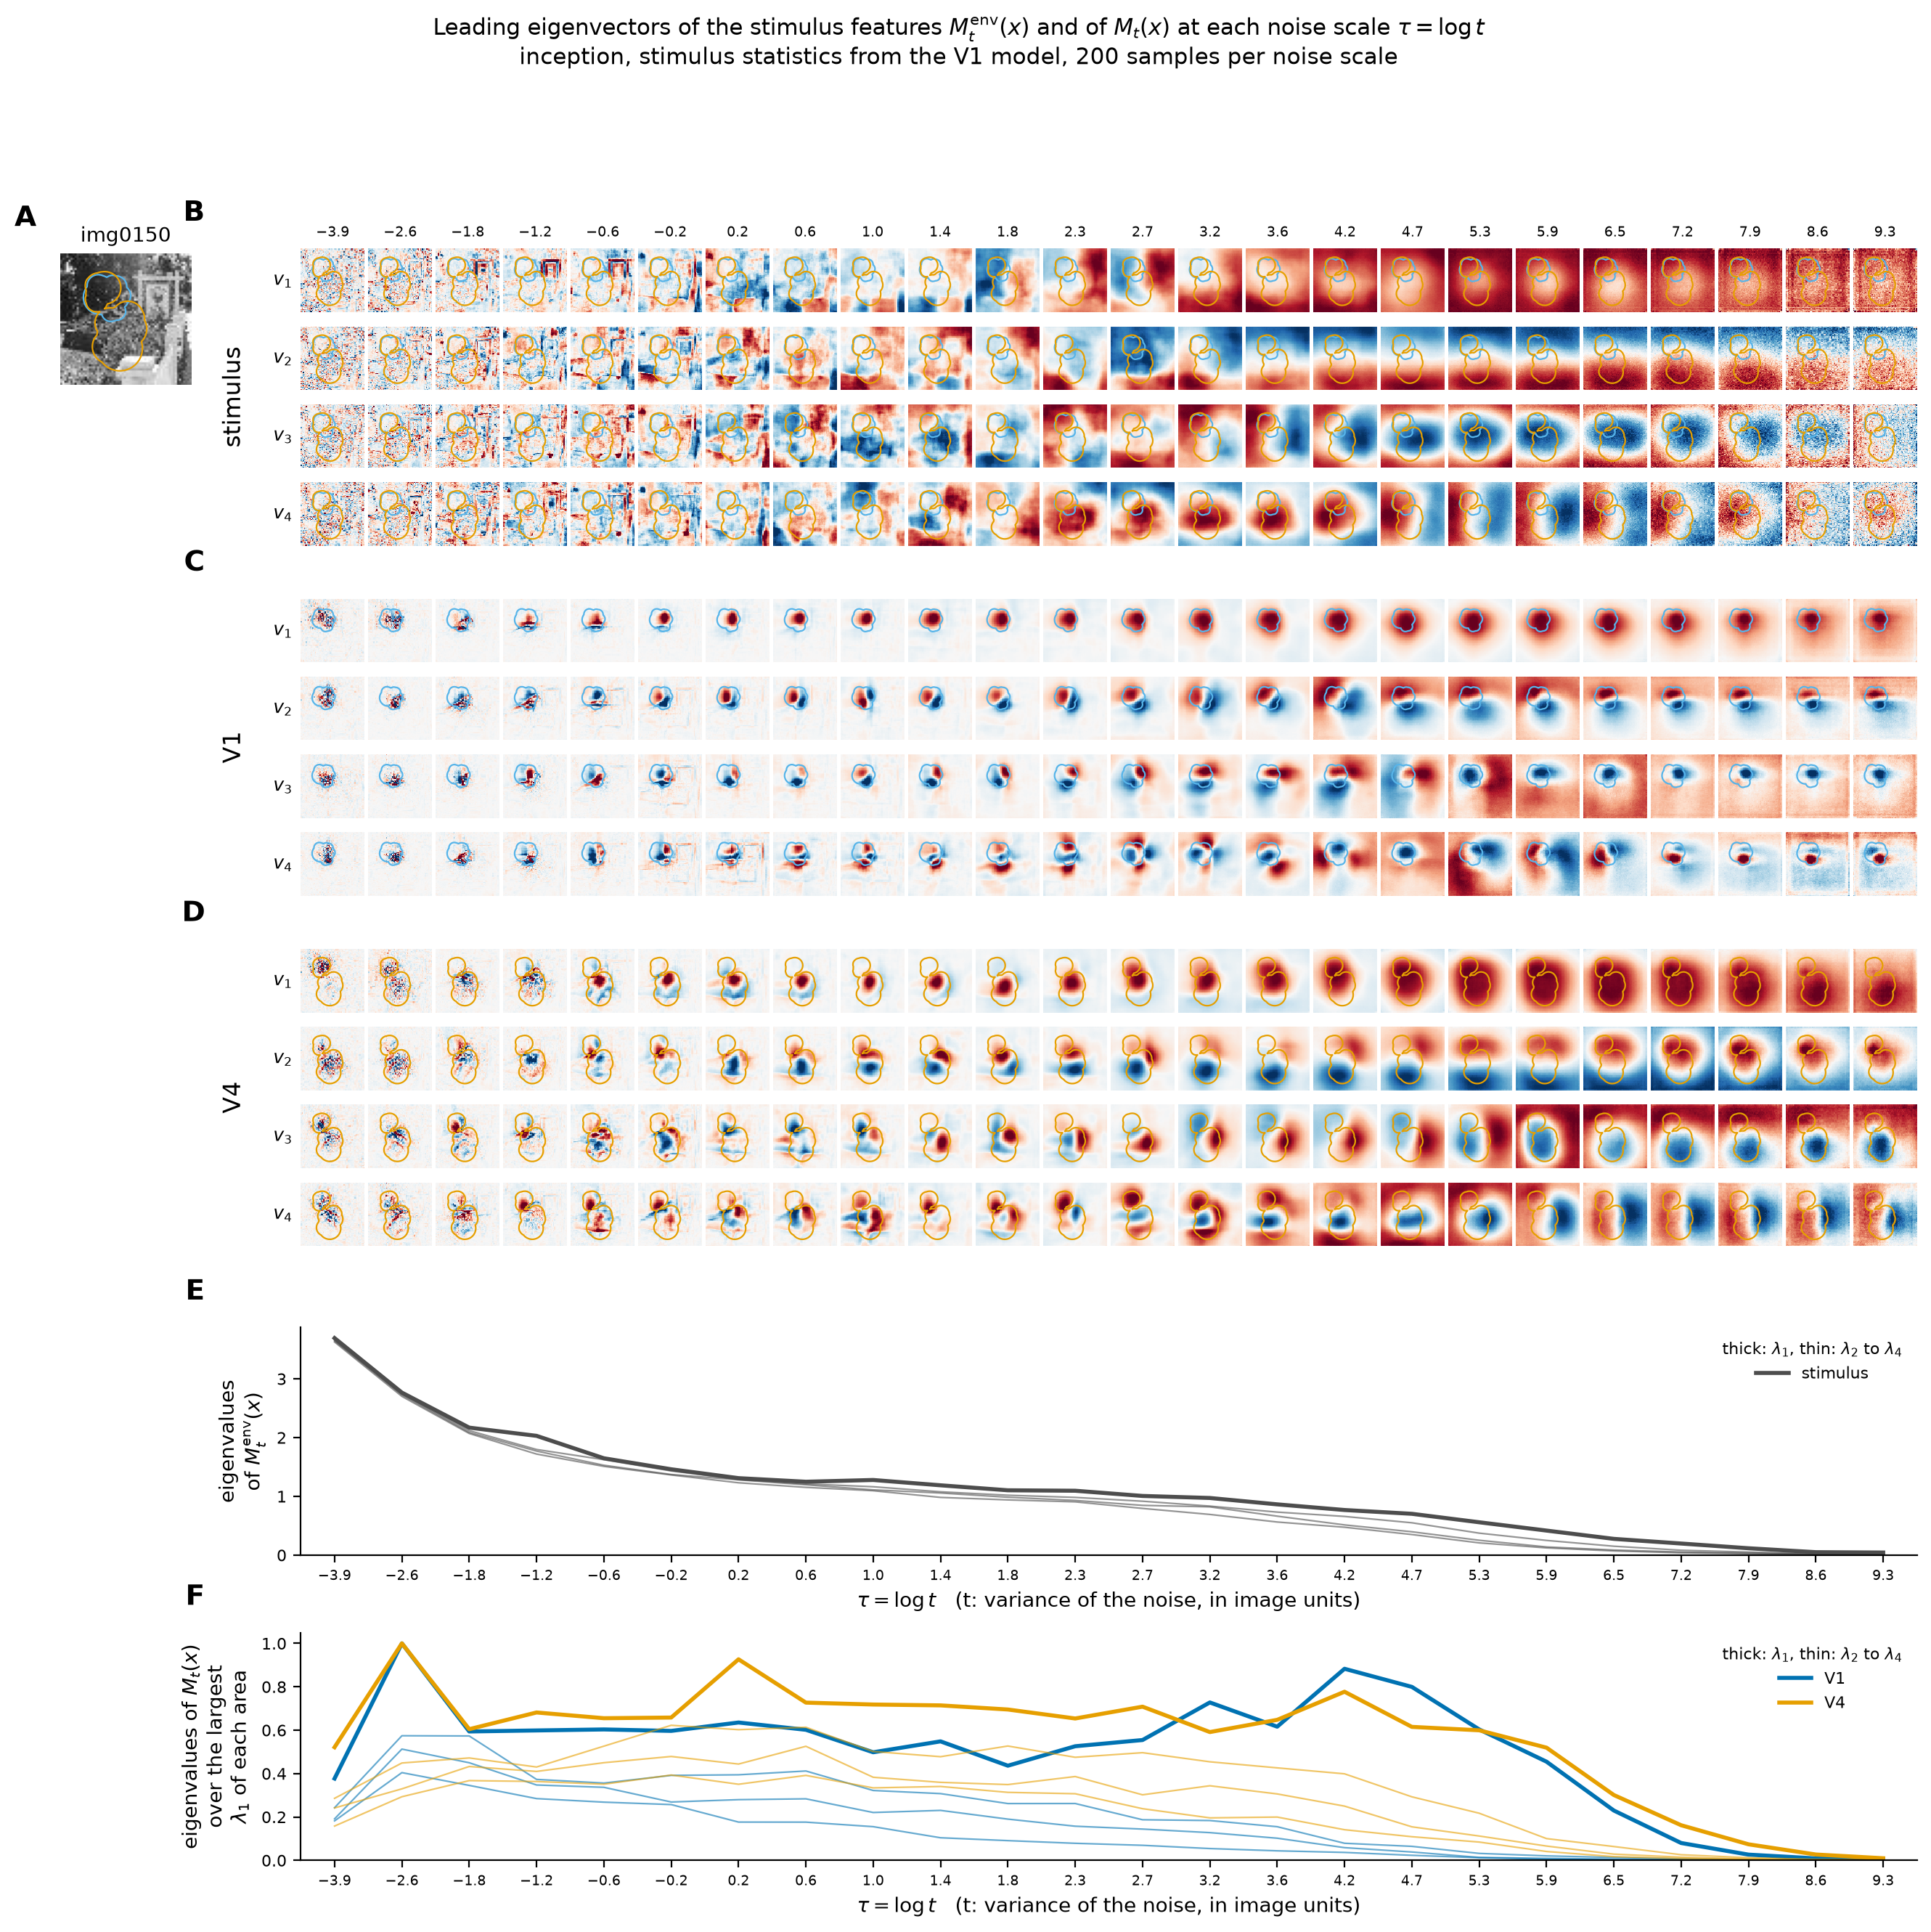 Leading eigenvectors of the stimulus features $M_t^{\mathrm{env}}(x)$ and of $M_t(x)$ at each noise scale $\tau = \log t$
inception, stimulus statistics from the V1 model, 200 samples per noise scale
A
img0150
B
−3.9 −2.6 −1.8 −1.2 −0.6 −0.2 0.2 0.6 1.0 1.4 1.8 2.3 2.7 3.2 3.6 4.2 4.7 5.3 5.9 6.5 7.2 7.9 8.6 9.3
stimulus
$v_1$
$v_2$
$v_3$
$v_4$
C
V1
$v_1$
$v_2$
$v_3$
$v_4$
D
V4
$v_1$
$v_2$
$v_3$
$v_4$
E
eigenvalues
of $M_t^{\mathrm{env}}(x)$
3
2
1
0
thick: $\lambda_1$, thin: $\lambda_2$ to $\lambda_4$
stimulus
−3.9 −2.6 −1.8 −1.2 −0.6 −0.2 0.2 0.6 1.0 1.4 1.8 2.3 2.7 3.2 3.6 4.2 4.7 5.3 5.9 6.5 7.2 7.9 8.6 9.3
$\tau = \log t$ (t: variance of the noise, in image units)
F
eigenvalues of $M_t(x)$
over the largest
$\lambda_1$ of each area
1.0
0.8
0.6
0.4
0.2
0.0
thick: $\lambda_1$, thin: $\lambda_2$ to $\lambda_4$
V1
V4
−3.9 −2.6 −1.8 −1.2 −0.6 −0.2 0.2 0.6 1.0 1.4 1.8 2.3 2.7 3.2 3.6 4.2 4.7 5.3 5.9 6.5 7.2 7.9 8.6 9.3
$\tau = \log t$ (t: variance of the noise, in image units)